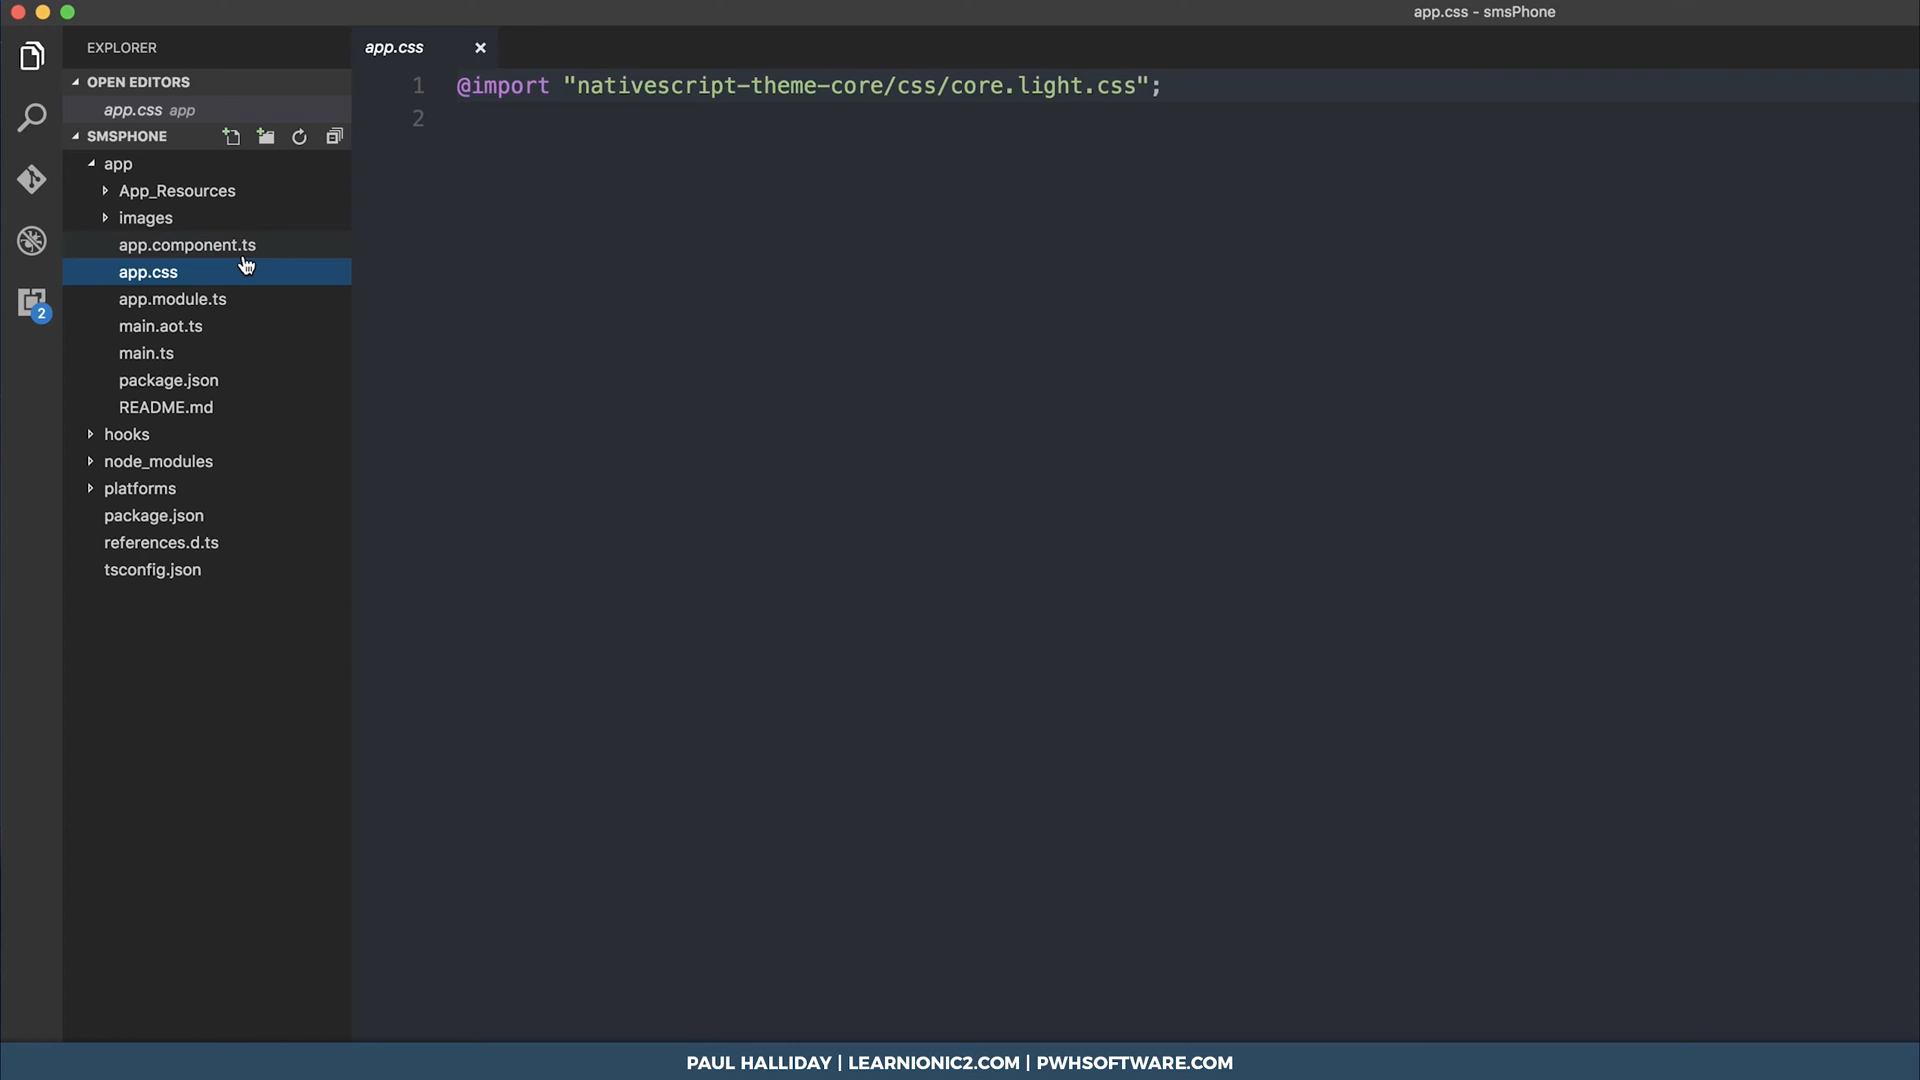 app.css - smsPhone
EXPLORER
OPEN EDITORS
app.css app
SMSPHONE
app
App_Resources
images
app.component.ts
app.css
app.module.ts
main.aot.ts
main.ts
package.json
README.md
hooks
node_modules
platforms
package.json
references.d.ts
tsconfig.json
2
app.css
1 @import "nativescript-theme-core/css/core.light.css";
2
PAUL HALLIDAY | LEARNIONIC2.COM | PWHSOFTWARE.COM